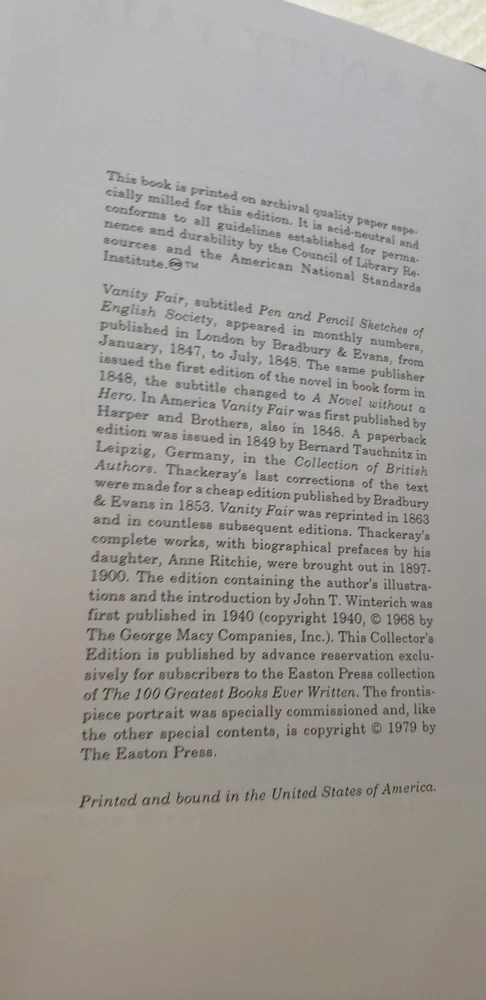 VANITY FAIR
This book is printed on archival quality paper espe-
cially milled for this edition. It is acid-neutral and
conforms to all guidelines established for perma-
nence and durability by the Council of Library Re-
sources and the American National Standards
Institute.♾™
Vanity Fair, subtitled Pen and Pencil Sketches of
English Society, appeared in monthly numbers,
published in London by Bradbury & Evans, from
January, 1847, to July, 1848. The same publisher
issued the first edition of the novel in book form in
1848, the subtitle changed to A Novel without a
Hero. In America Vanity Fair was first published by
Harper and Brothers, also in 1848. A paperback
edition was issued in 1849 by Bernard Tauchnitz in
Leipzig, Germany, in the Collection of British
Authors. Thackeray's last corrections of the text
were made for a cheap edition published by Bradbury
& Evans in 1853. Vanity Fair was reprinted in 1863
and in countless subsequent editions. Thackeray's
complete works, with biographical prefaces by his
daughter, Anne Ritchie, were brought out in 1897-
1900. The edition containing the author's illustra-
tions and the introduction by John T. Winterich was
first published in 1940 (copyright 1940, © 1968 by
The George Macy Companies, Inc.). This Collector's
Edition is published by advance reservation exclu-
sively for subscribers to the Easton Press collection
of The 100 Greatest Books Ever Written. The frontis-
piece portrait was specially commissioned and, like
the other special contents, is copyright © 1979 by
The Easton Press.
Printed and bound in the United States of America.